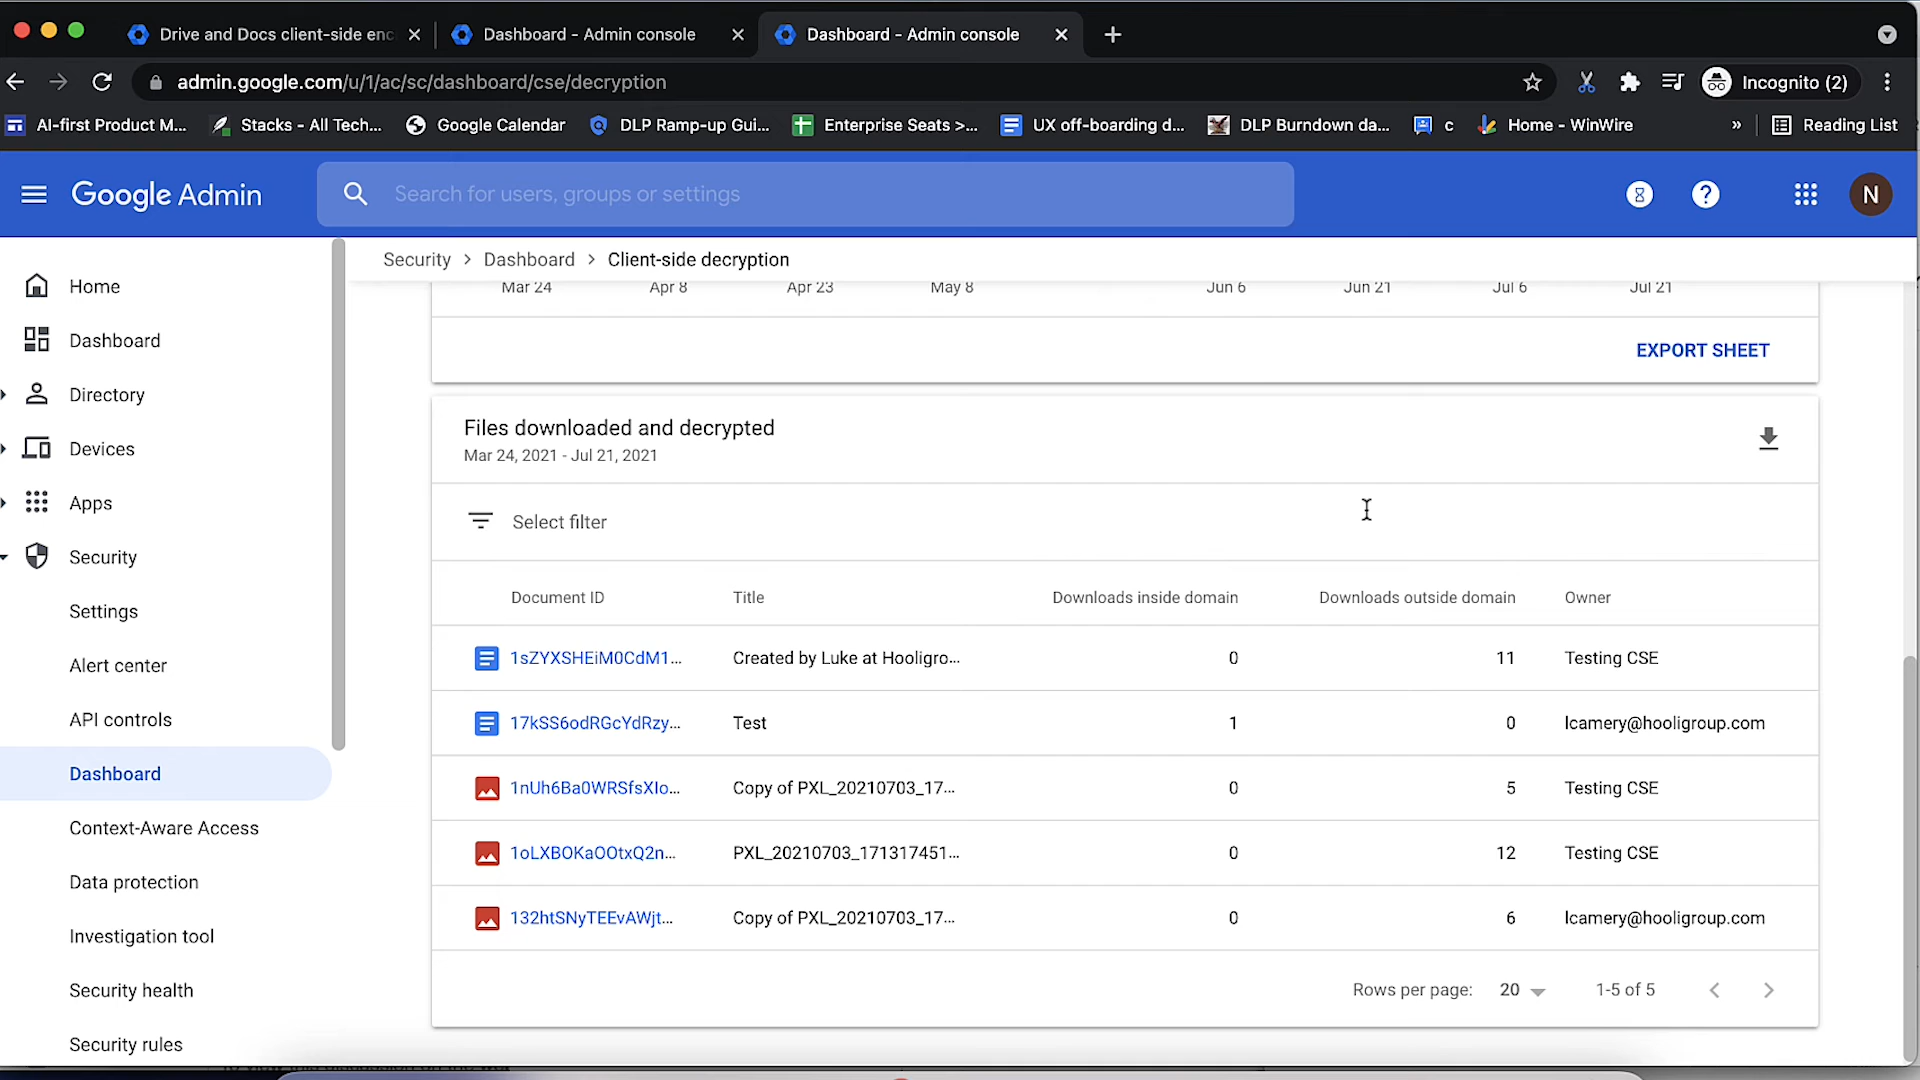 Drive and Docs client-side enc
Dashboard - Admin console
Dashboard - Admin console
admin.google.com/u/1/ac/sc/dashboard/cse/decryption
Incognito (2)
AI-first Product M...
Stacks - All Tech...
Google Calendar
DLP Ramp-up Gui...
Enterprise Seats >...
UX off-boarding d...
DLP Burndown da...
c
Home - WinWire
»
Reading List
Google Admin
Search for users, groups or settings
N
Home
Dashboard
Directory
Devices
Apps
Security
Settings
Alert center
API controls
Dashboard
Context-Aware Access
Data protection
Investigation tool
Security health
Security rules
Security > Dashboard > Client-side decryption
Mar 24 Apr 8 Apr 23 May 8 Jun 6 Jun 21 Jul 6 Jul 21
EXPORT SHEET
Files downloaded and decrypted
Mar 24, 2021 - Jul 21, 2021
Select filter
Document ID Title Downloads inside domain Downloads outside domain Owner
1sZYXSHEiM0CdM1... Created by Luke at Hooligro... 0 11 Testing CSE
17kSS6odRGcYdRzy... Test 1 0 lcamery@hooligroup.com
1nUh6Ba0WRSfsXIo... Copy of PXL_20210703_17... 0 5 Testing CSE
1oLXBOKaOOtxQ2n... PXL_20210703_171317451... 0 12 Testing CSE
132htSNyTEEvAWjt... Copy of PXL_20210703_17... 0 6 lcamery@hooligroup.com
Rows per page: 20 1-5 of 5